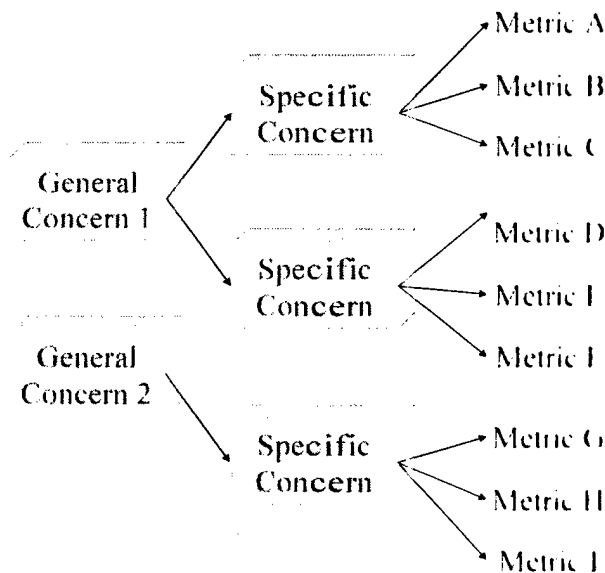 General
Concern 1
Specific
Concern
Metric A
Metric B
Metric C
Specific
Concern
Metric D
Metric
Metric
General
Concern 2
Specific
Concern
Metric G
Metric H
Metric I